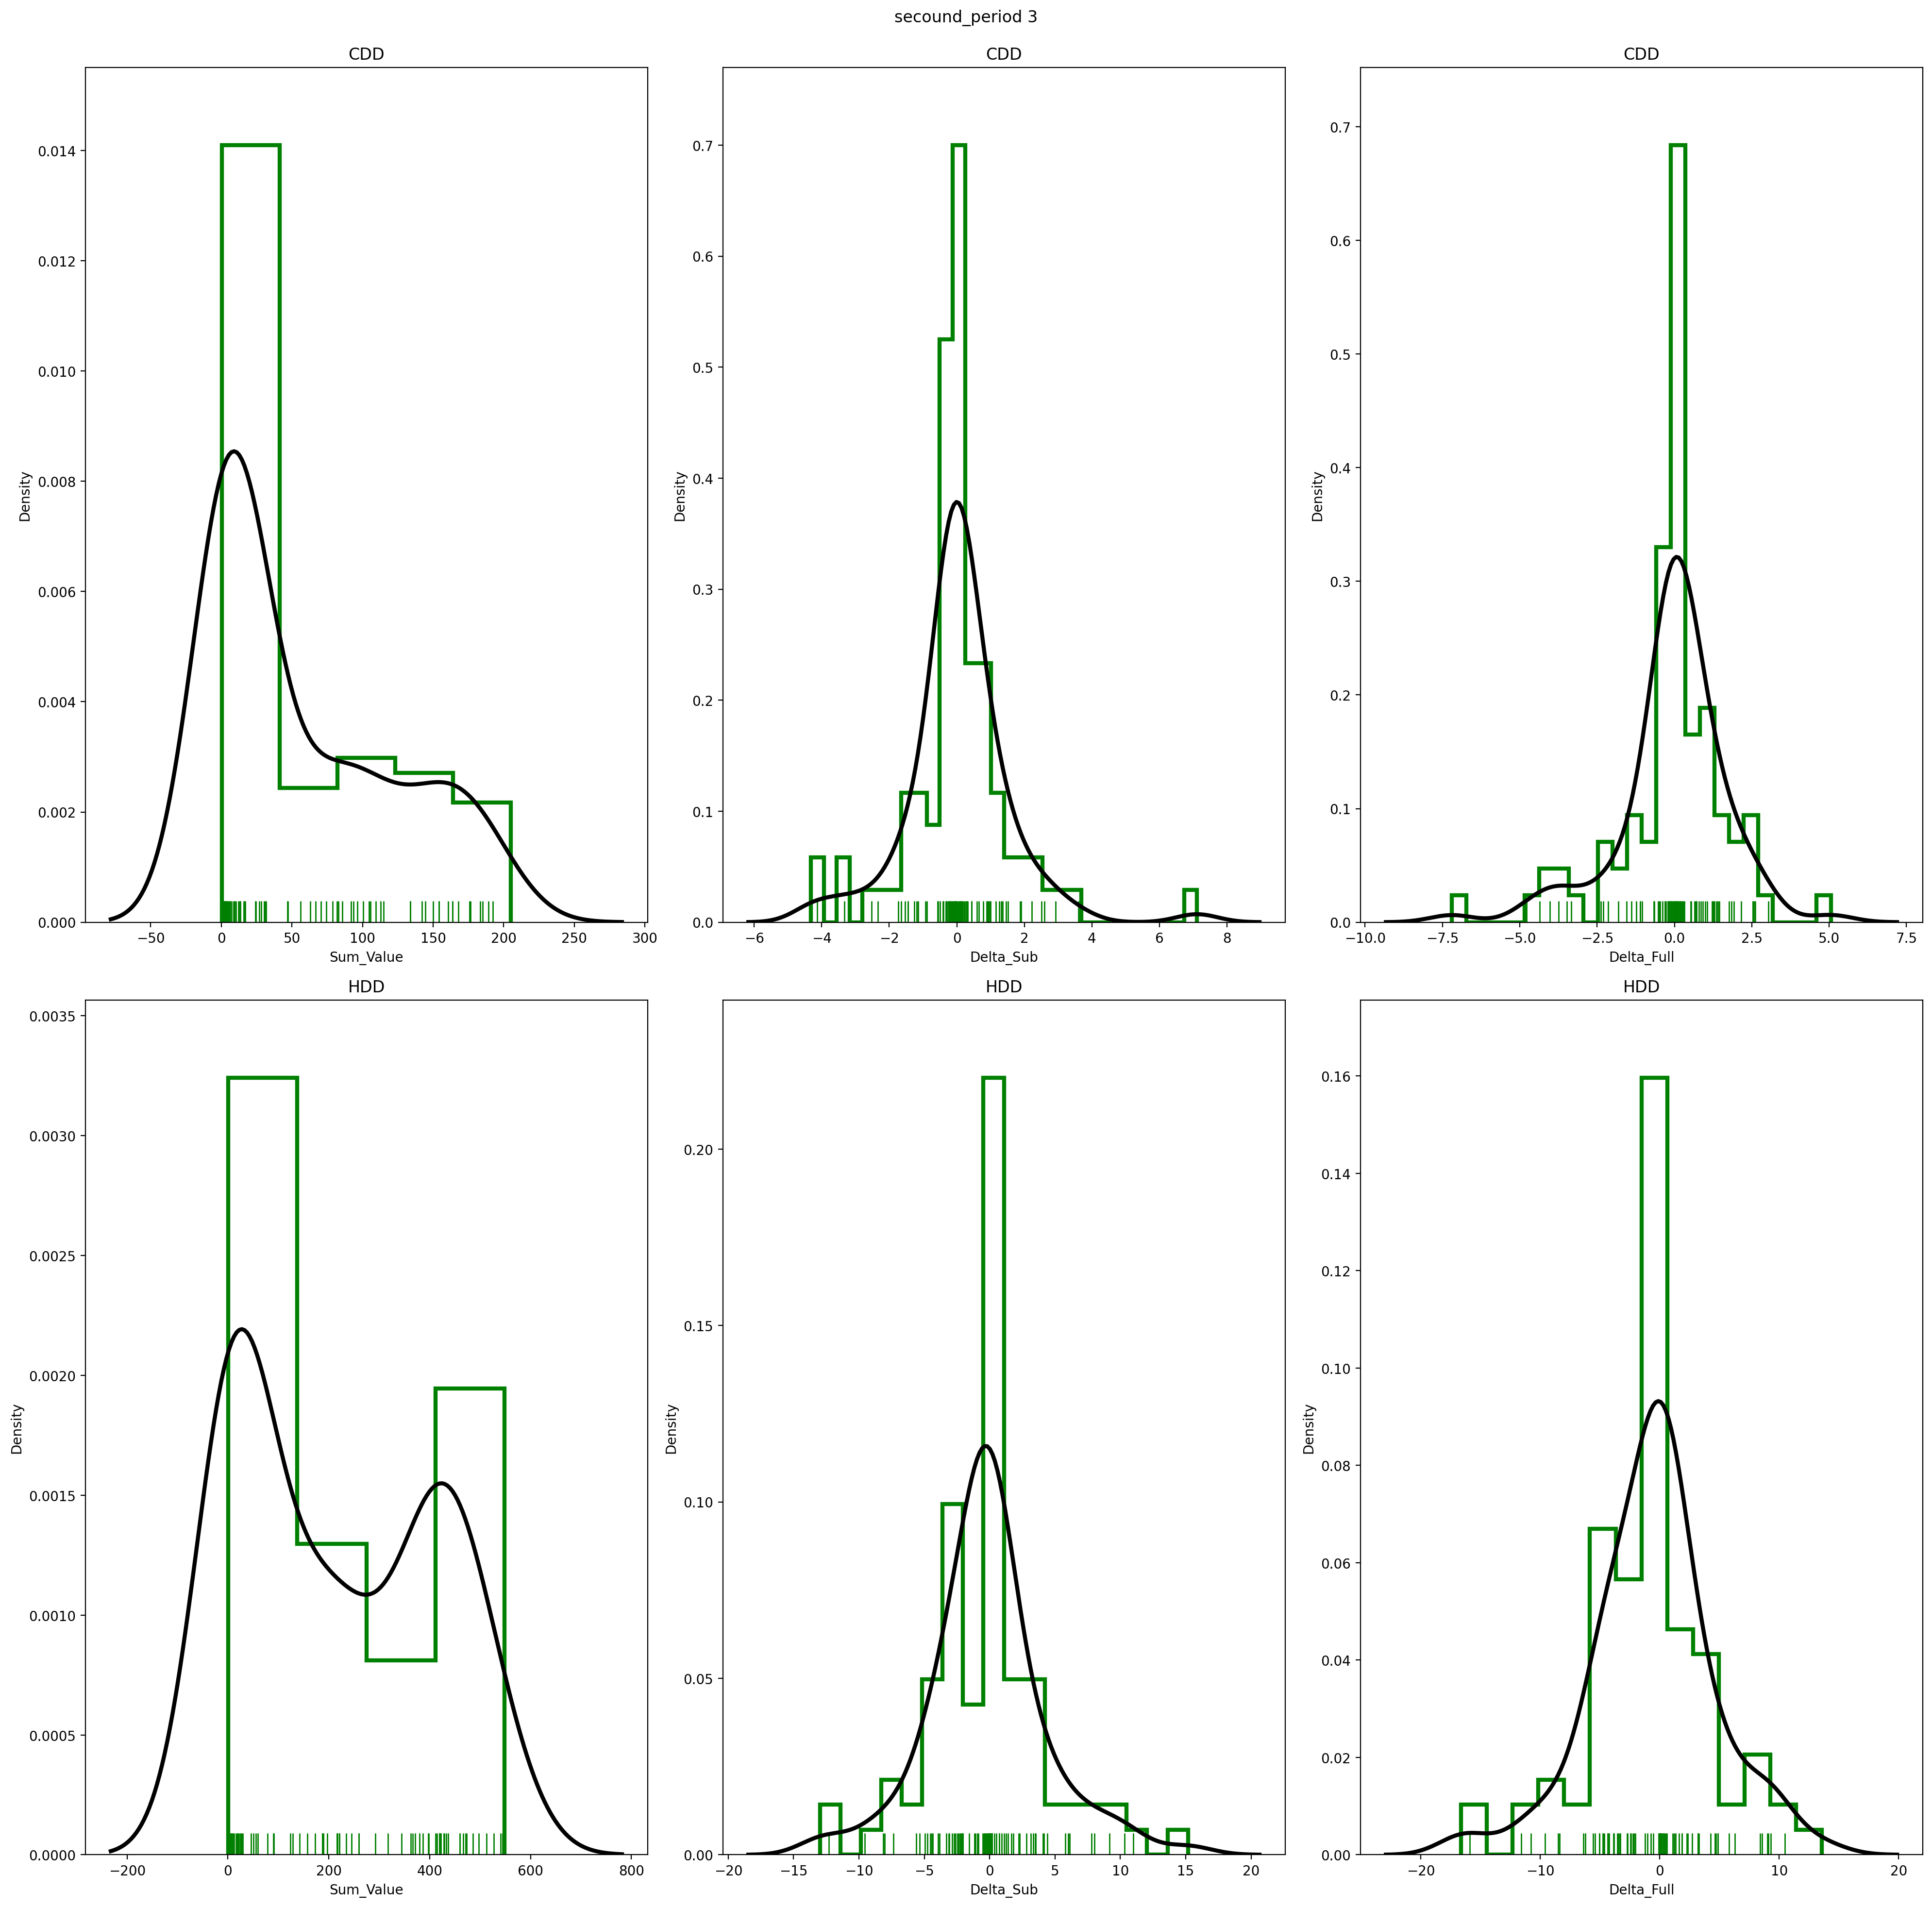 secound_period 3
CDD
CDD
CDD
Density
0.014
0.012
0.010
0.008
0.006
0.004
0.002
0.000
−50 0 50 100 150 200 250 300
Sum_Value
Density
0.7
0.6
0.5
0.4
0.3
0.2
0.1
0.0
−6 −4 −2 0 2 4 6 8
Delta_Sub
Density
0.7
0.6
0.5
0.4
0.3
0.2
0.1
0.0
−10.0 −7.5 −5.0 −2.5 0.0 2.5 5.0 7.5
Delta_Full
HDD
HDD
HDD
Density
0.0035
0.0030
0.0025
0.0020
0.0015
0.0010
0.0005
0.0000
−200 0 200 400 600 800
Sum_Value
Density
0.20
0.15
0.10
0.05
0.00
−20 −15 −10 −5 0 5 10 15 20
Delta_Sub
Density
0.16
0.14
0.12
0.10
0.08
0.06
0.04
0.02
0.00
−20 −10 0 10 20
Delta_Full